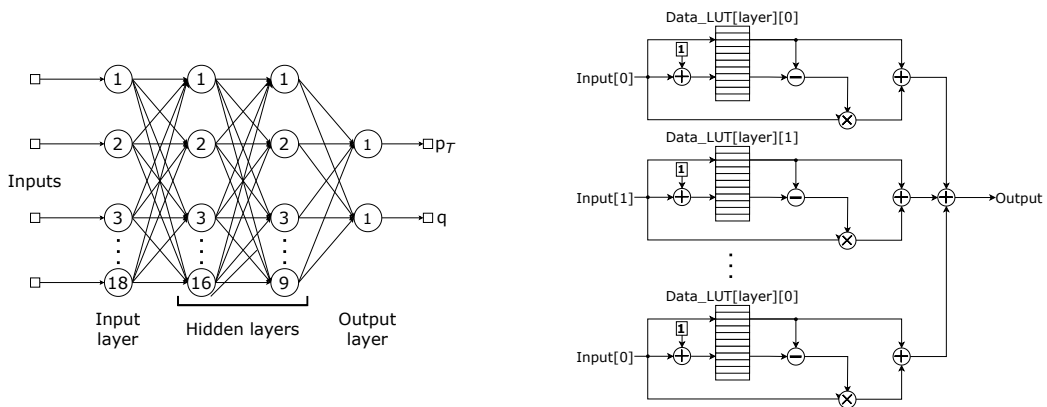 1 1 1
2 2 2 1 pT
Inputs
3 3 3 1 q
18 16 9
Input layer
Hidden layers
Output layer
Data_LUT[layer][0]
1
Input[0] + − +
×
Data_LUT[layer][1]
1
Input[1] + − + + Output
×
Data_LUT[layer][0]
1
Input[0] + − +
×